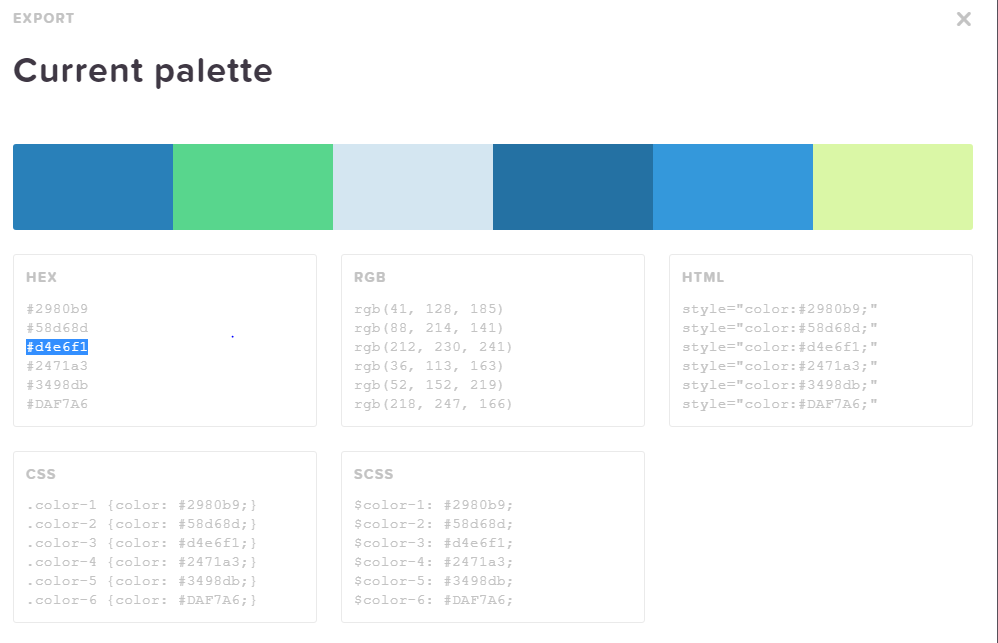 EXPORT
Current palette
HEX
#2980b9
#58d68d
#d4e6f1
#2471a3
#3498db
#DAF7A6
RGB
rgb(41, 128, 185)
rgb(88, 214, 141)
rgb(212, 230, 241)
rgb(36, 113, 163)
rgb(52, 152, 219)
rgb(218, 247, 166)
HTML
style="color:#2980b9;"
style="color:#58d68d;"
style="color:#d4e6f1;"
style="color:#2471a3;"
style="color:#3498db;"
style="color:#DAF7A6;"
CSS
.color-1 {color: #2980b9;}
.color-2 {color: #58d68d;}
.color-3 {color: #d4e6f1;}
.color-4 {color: #2471a3;}
.color-5 {color: #3498db;}
.color-6 {color: #DAF7A6;}
SCSS
$color-1: #2980b9;
$color-2: #58d68d;
$color-3: #d4e6f1;
$color-4: #2471a3;
$color-5: #3498db;
$color-6: #DAF7A6;